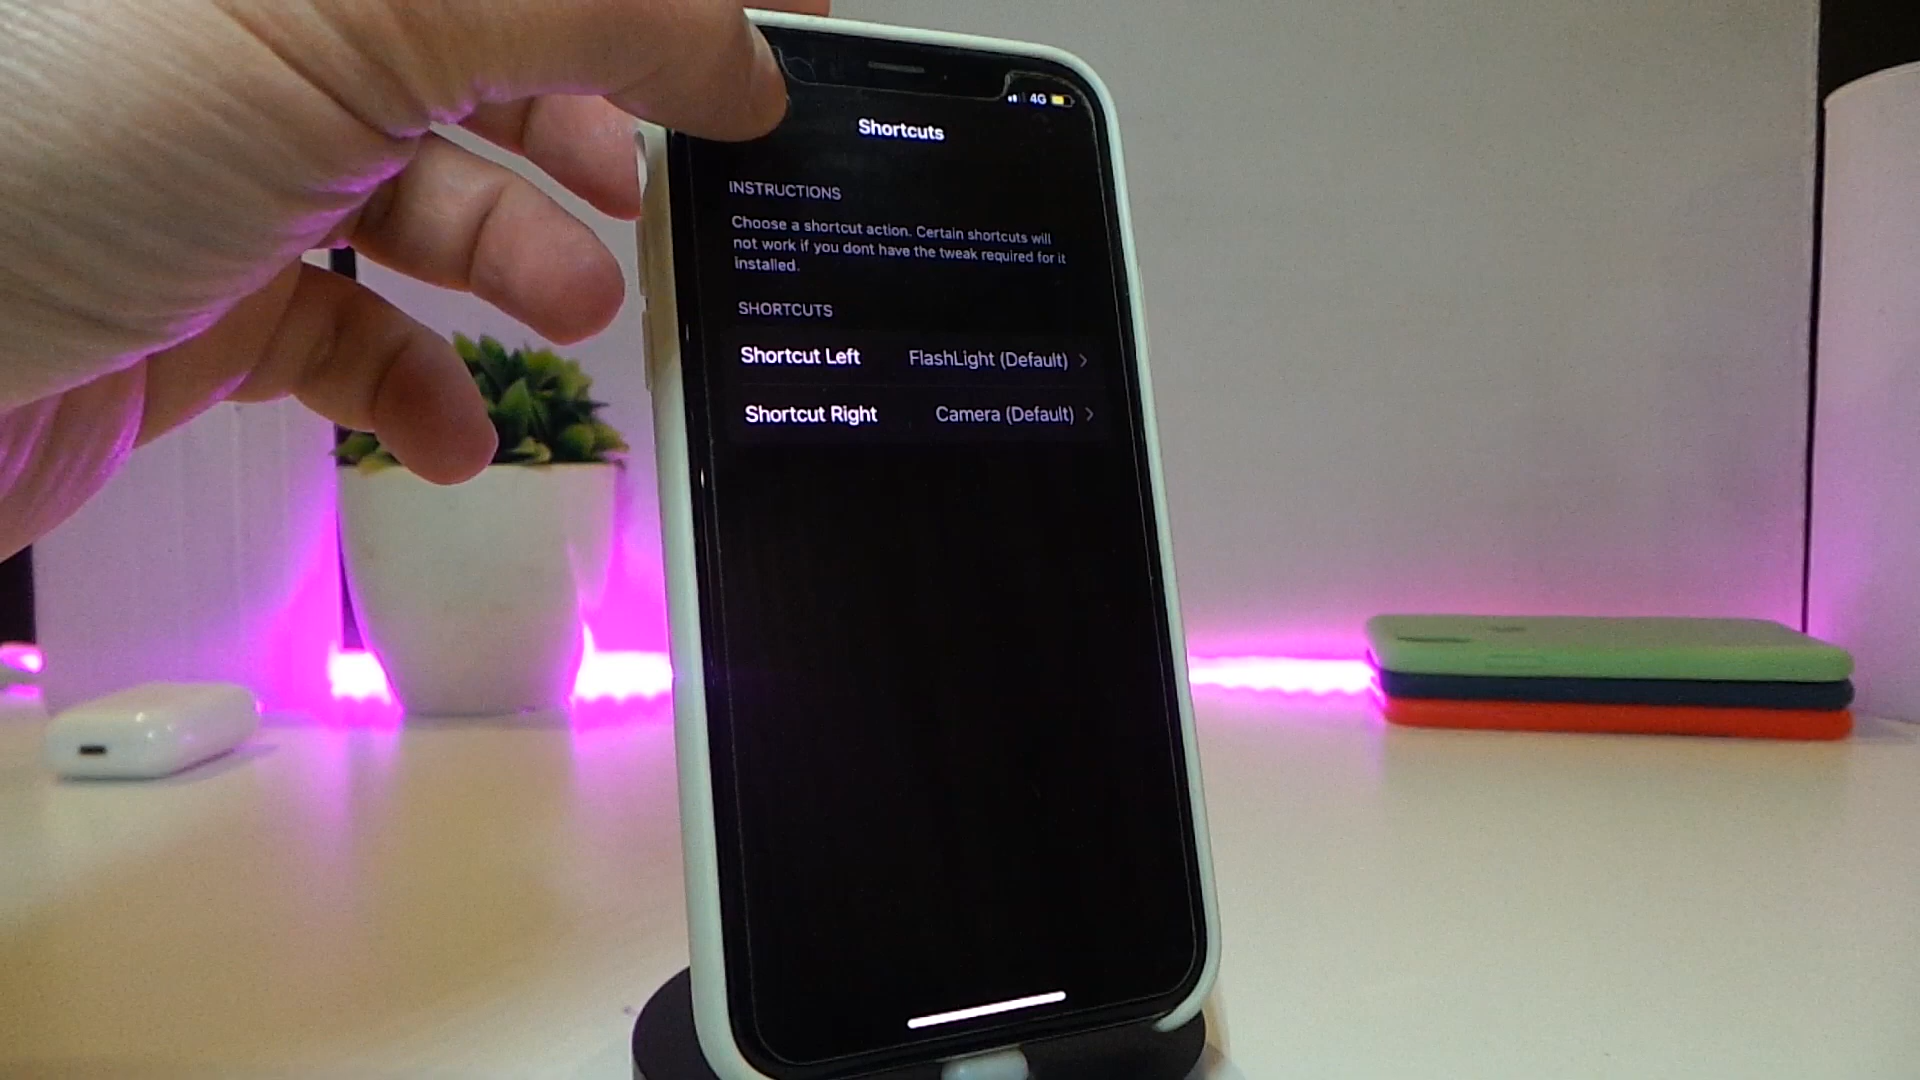 4G
Shortcuts
INSTRUCTIONS
Choose a shortcut action. Certain shortcuts will
not work if you dont have the tweak required for it
installed.
SHORTCUTS
Shortcut Left FlashLight (Default)
Shortcut Right Camera (Default)